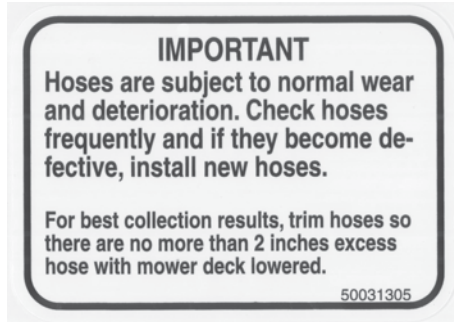 IMPORTANT
Hoses are subject to normal wear
and deterioration. Check hoses
frequently and if they become de-
fective, install new hoses.
For best collection results, trim hoses so
there are no more than 2 inches excess
hose with mower deck lowered.
50031305